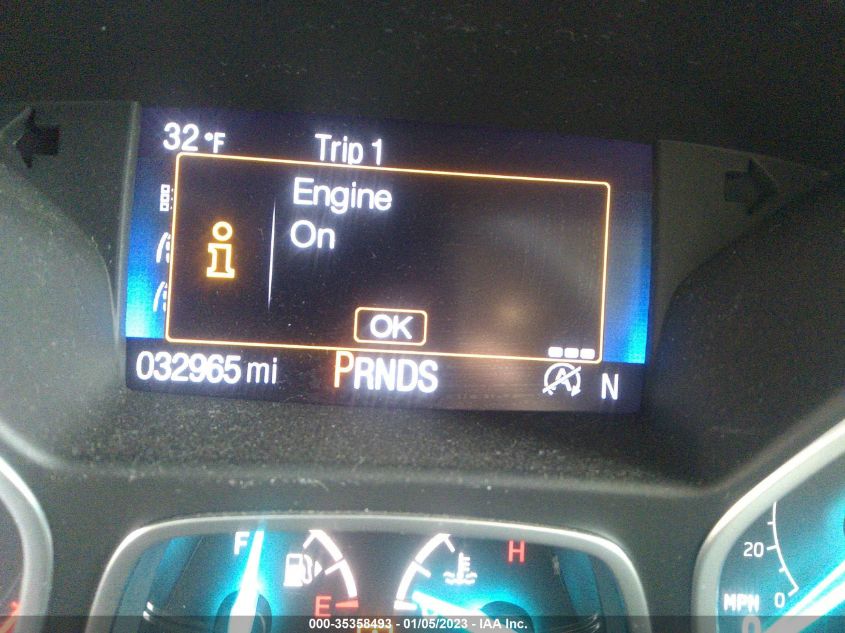 32°F Trip 1
Engine
On
i
OK
032965 mi PRNDS A N
F H
E C
20
MPH 0
0
000-35358493 - 01/05/2023 - IAA Inc.